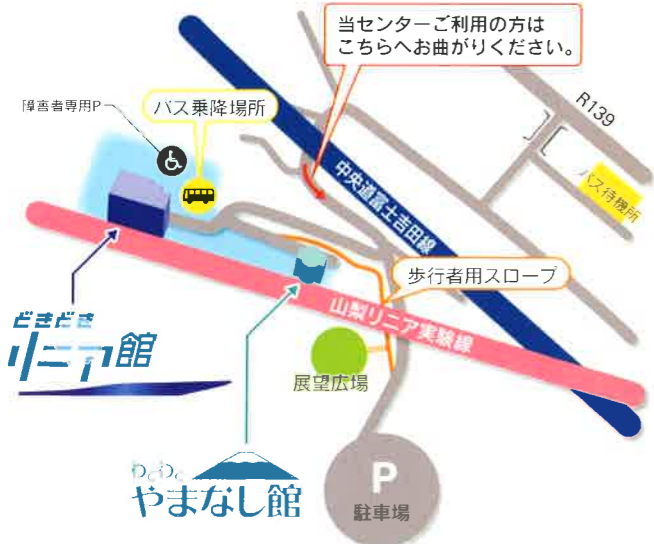 当センターご利用の方は
こちらへお曲がりください。
障害者専用P
バス乗降場所
R139
バス待機所
中央道富士吉田線
歩行者用スロープ
山梨リニア実験線
どきどき
リニア館
展望広場
わくわく
やまなし館
P
駐車場